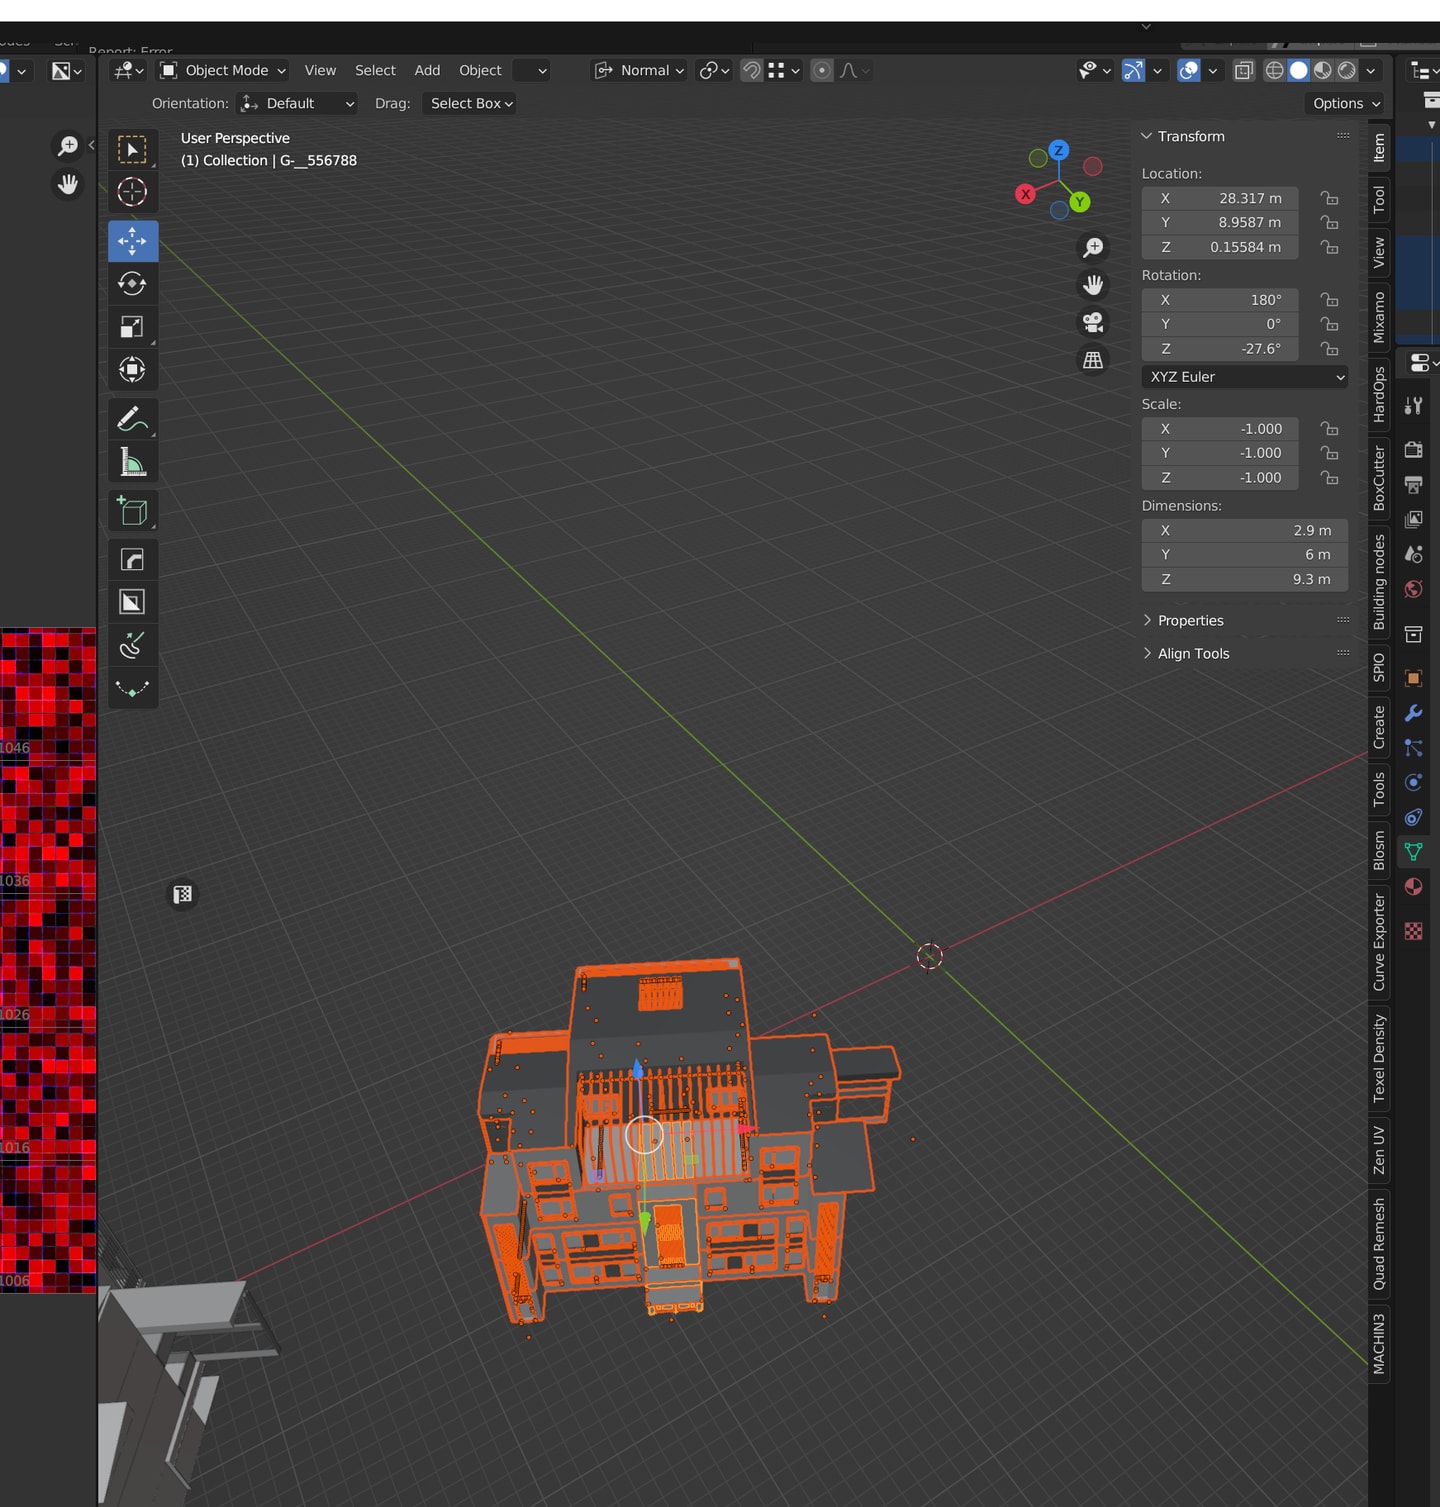 Report: Error
Object Mode View Select Add Object Normal
Orientation: Default Drag: Select Box Options
User Perspective
(1) Collection | G-__556788
Z
X
Y
Transform
Location:
X 28.317 m
Y 8.9587 m
Z 0.15584 m
Rotation:
X 180°
Y 0°
Z -27.6°
XYZ Euler
Scale:
X -1.000
Y -1.000
Z -1.000
Dimensions:
X 2.9 m
Y 6 m
Z 9.3 m
Properties
Align Tools
Item
Tool
View
Mixamo
HardOps
BoxCutter
Building nodes
SPIO
Create
Tools
Blosm
Curve Exporter
Texel Density
Zen UV
Quad Remesh
MACHIN3
1046
1036
1026
1016
1006